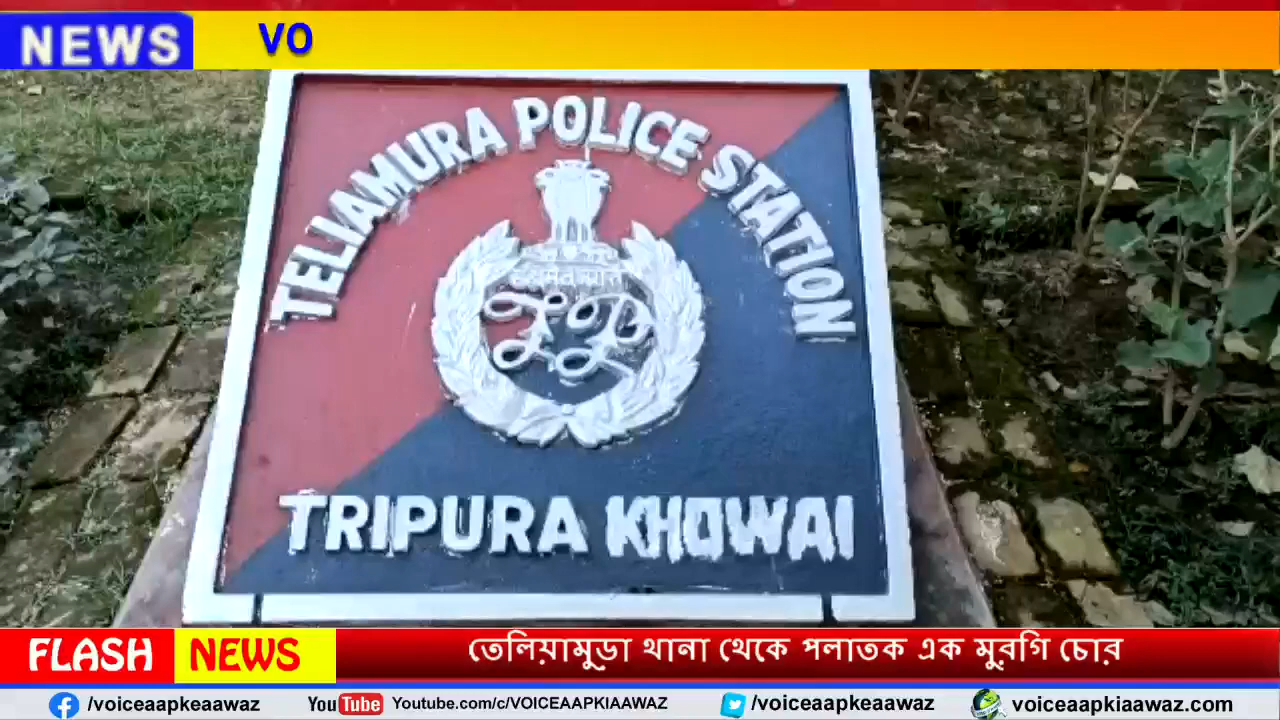 NEWS
VO
TELIAMURA POLICE STATION
TRIPURA KHOWAI
FLASH NEWS
তেলিয়ামুড়া থানা থেকে পলাতক এক মুরগি চোর
/voiceaapkeaawaz
YouTube
Youtube.com/c/VOICEAAPKIAAWAZ
/voiceaapkeaawaz
voiceaapkiaawaz.com